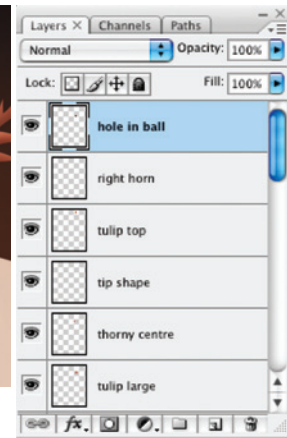 Layers × Channels Paths
Normal Opacity: 100%
Lock: Fill: 100%
hole in ball
right horn
tulip top
tip shape
thorny centre
tulip large
fx.